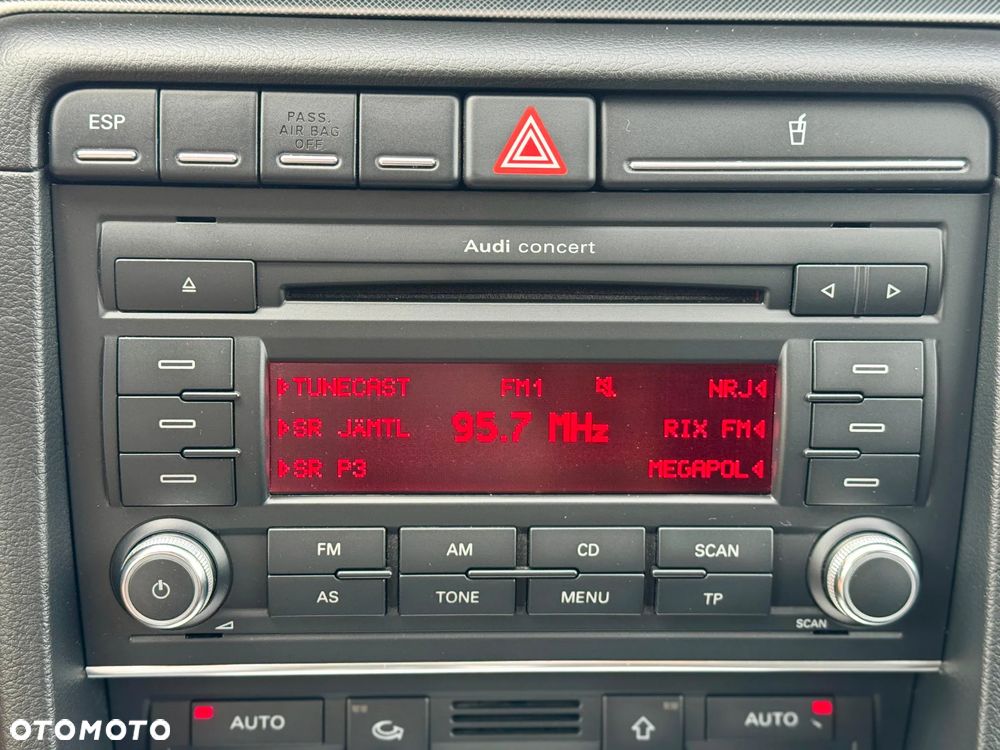 ESP
PASS.
AIR BAG
OFF
Audi concert
TUNECAST FM1 NRJ
SR JÄMTL 95.7 MHz RIX FM
SR P3 MEGAPOL
FM AM CD SCAN
AS TONE MENU TP
SCAN
AUTO AUTO
OTOMOTO